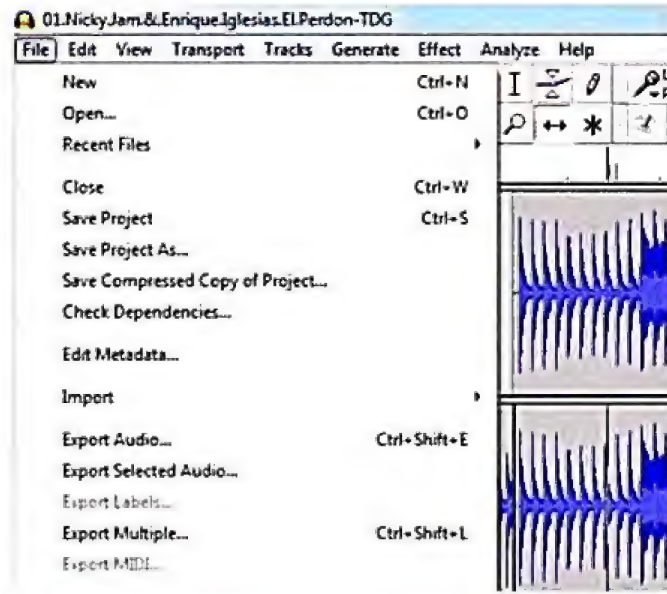 01.NickyJam.&.Enrique.Iglesias.El.Perdon-TDG
File Edit View Transport Tracks Generate Effect Analyze Help
New Ctrl+N
Open... Ctrl+O
Recent Files
Close Ctrl+W
Save Project Ctrl+S
Save Project As...
Save Compressed Copy of Project...
Check Dependencies...
Edit Metadata...
Import
Export Audio... Ctrl+Shift+E
Export Selected Audio...
Export Labels...
Export Multiple... Ctrl+Shift+L
Export MIDI...